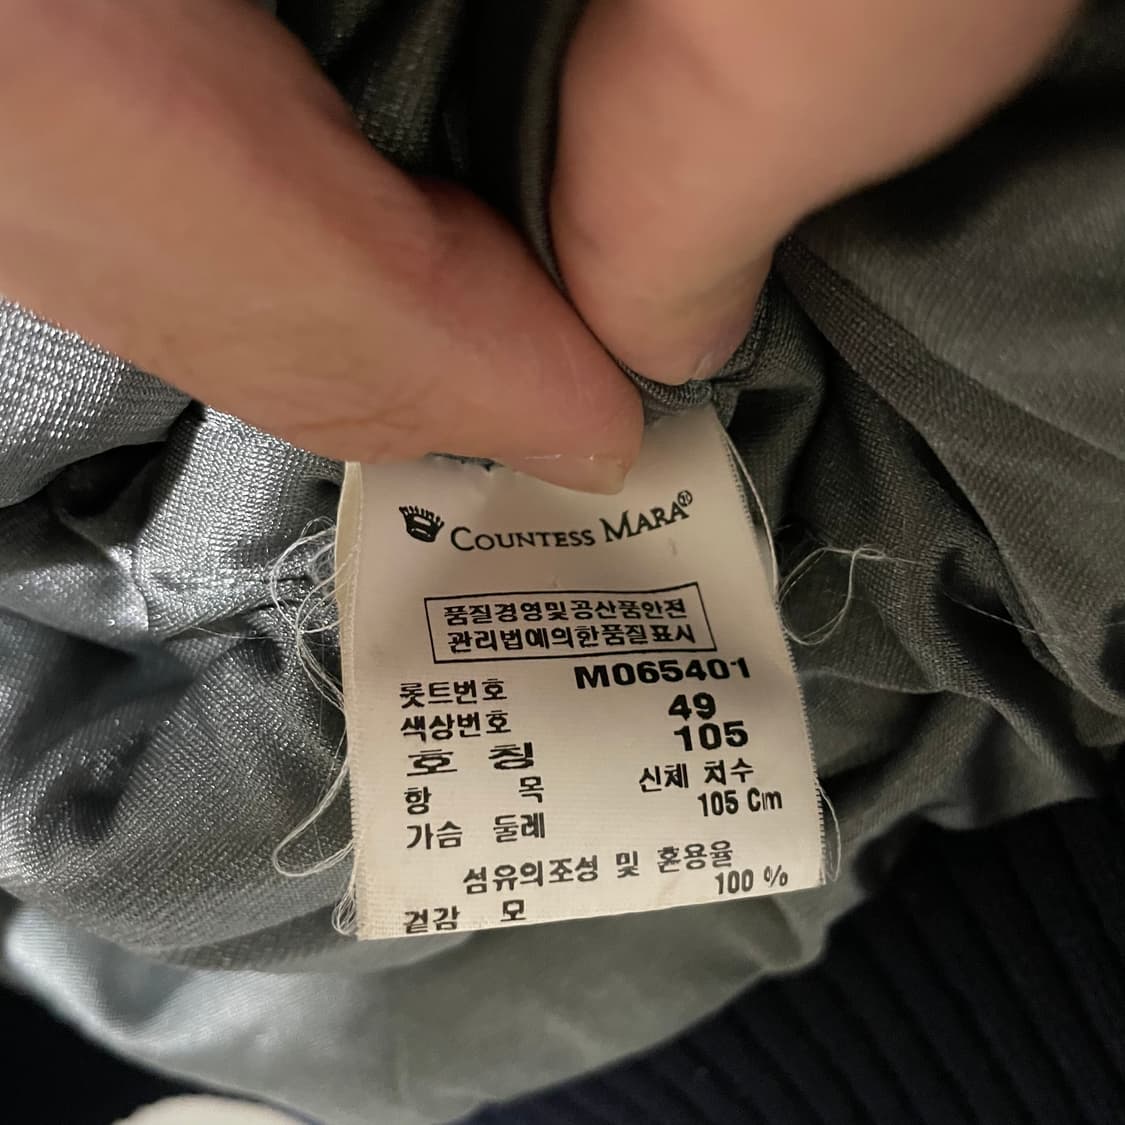 COUNTESS MARA®
품질경영및공산품안전
관리법에의한품질표시
롯트번호 M065401
색상번호 49
호 칭 105
항 목 신체 치수
가슴 둘레 105 Cm
섬유의조성 및 혼용율
겉감 모 100 %